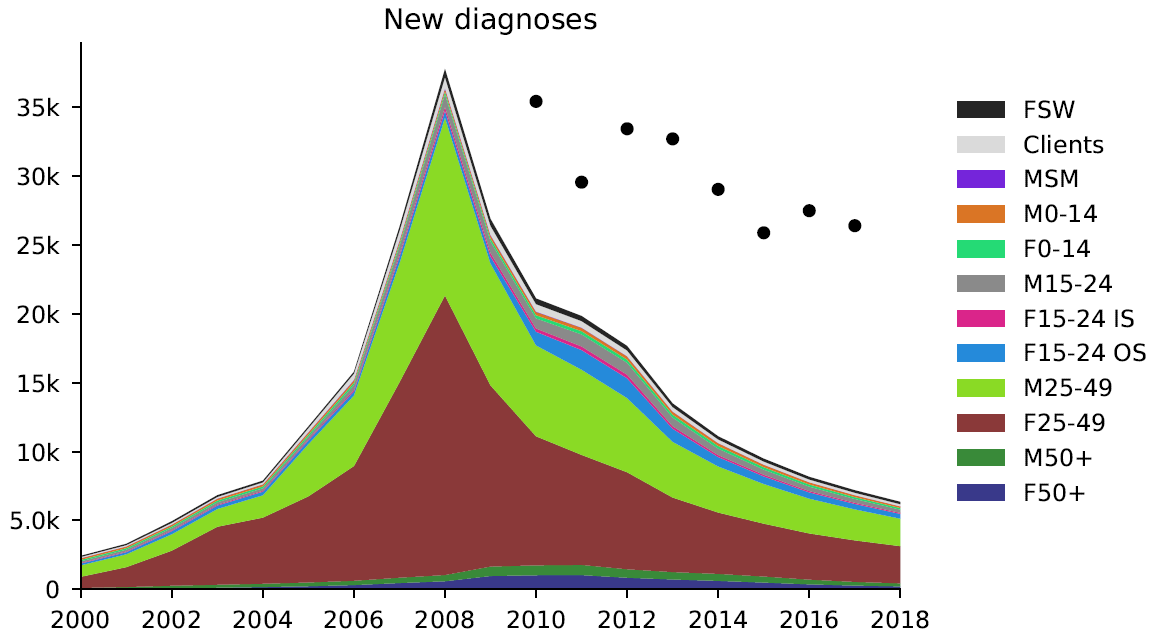 New diagnoses
35k
30k
25k
20k
15k
10k
5.0k
0
2000 2002 2004 2006 2008 2010 2012 2014 2016 2018
FSW
Clients
MSM
M0-14
F0-14
M15-24
F15-24 IS
F15-24 OS
M25-49
F25-49
M50+
F50+